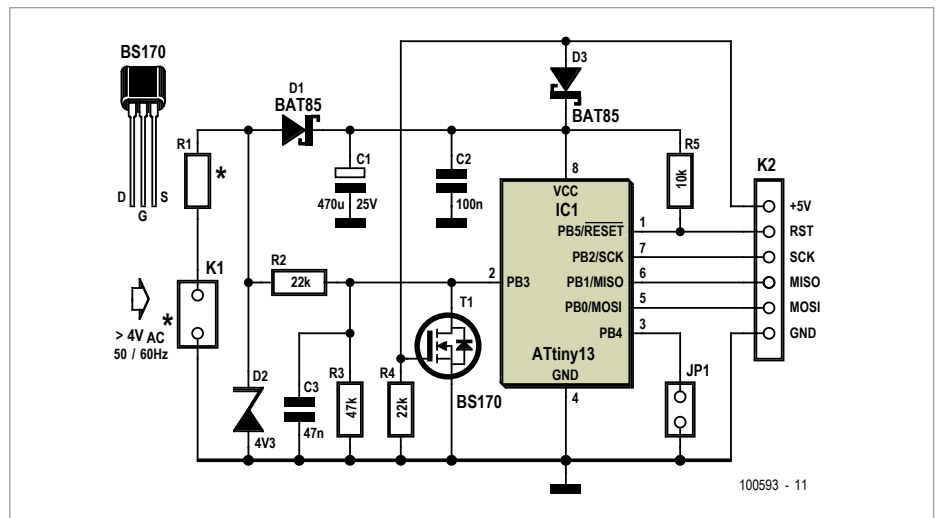 BS170
D
G
S
R1
*
K1
*
> 4V AC
50 / 60Hz
D1
BAT85
C1
470u 25V
C2
100n
D3
BAT85
R5
10k
K2
+5V
RST
SCK
MISO
MOSI
GND
8
VCC
IC1
PB5/RESET 1
PB2/SCK 7
PB1/MISO 6
PB0/MOSI 5
PB4 3
2 PB3
ATtiny13
GND
4
R2
22k
T1
BS170
D2
4V3
C3
47n
R3
47k
R4
22k
JP1
100593 - 11